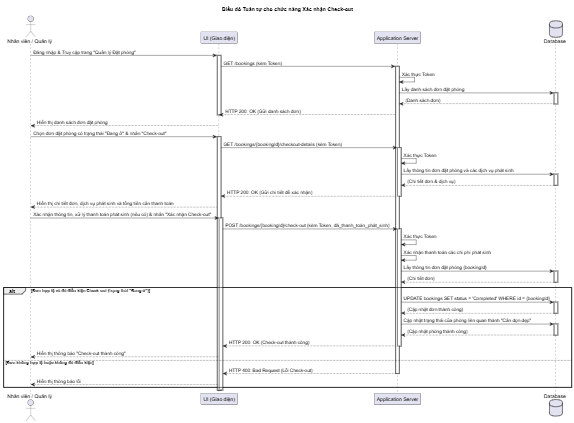 Biểu đồ Tuần tự cho chức năng Xác nhận Check-out
Nhân viên / Quản lý
UI (Giao diện)
Application Server
Database
Đăng nhập & Truy cập trang "Quản lý Đặt phòng"
GET /bookings (kèm Token)
Xác thực Token
Lấy danh sách đơn đặt phòng
(Danh sách đơn)
HTTP 200: OK (Gửi danh sách đơn)
Hiển thị danh sách đơn đặt phòng
Chọn đơn đặt phòng có trạng thái "Đang ở" & nhấn "Check-out"
GET /bookings/{bookingId}/checkout-details (kèm Token)
Xác thực Token
Lấy thông tin đơn đặt phòng và các dịch vụ phát sinh
(Chi tiết đơn & dịch vụ)
HTTP 200: OK (Gửi chi tiết để xác nhận)
Hiển thị chi tiết đơn, dịch vụ phát sinh và tổng tiền cần thanh toán
Xác nhận thông tin, xử lý thanh toán phát sinh (nếu có) & nhấn "Xác nhận Check-out"
POST /bookings/{bookingId}/check-out (kèm Token, đã_thanh_toán_phát_sinh)
Xác thực Token
Xác nhận thanh toán các chi phí phát sinh
Lấy thông tin đơn đặt phòng {bookingId}
(Chi tiết đơn)
alt
[Đơn hợp lệ và đủ điều kiện Check-out (trạng thái
UPDATE bookings SET status = 'Completed' WHERE id = {bookingId}
(Cập nhật đơn thành công)
Cập nhật trạng thái của phòng liên quan thành "Cần dọn dẹp"
(Cập nhật phòng thành công)
HTTP 200: OK (Check-out thành công)
Hiển thị thông báo "Check-out thành công"
[Đơn không hợp lệ hoặc không đủ điều kiện]
HTTP 400: Bad Request (Lỗi Check-out)
Hiển thị thông báo lỗi
Nhân viên / Quản lý
UI (Giao diện)
Application Server
Database